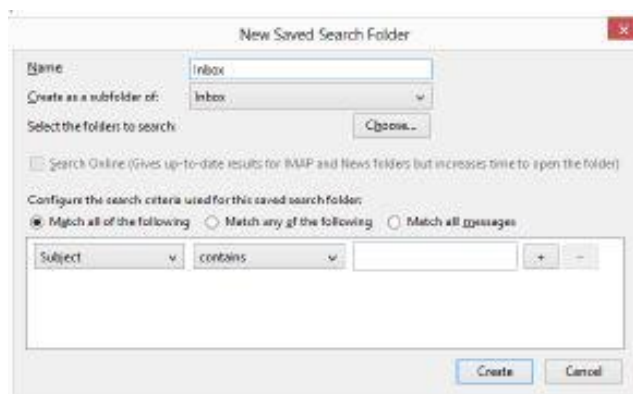 New Saved Search Folder
x
Name
Inbox
Create as a subfolder of:
Inbox
Select the folders to search:
Choose...
Search Online (Gives up-to-date results for IMAP and News folders but increases time to open the folder)
Configure the search criteria used for this saved search folder:
Match all of the following Match any of the following Match all messages
Subject contains + -
Create Cancel